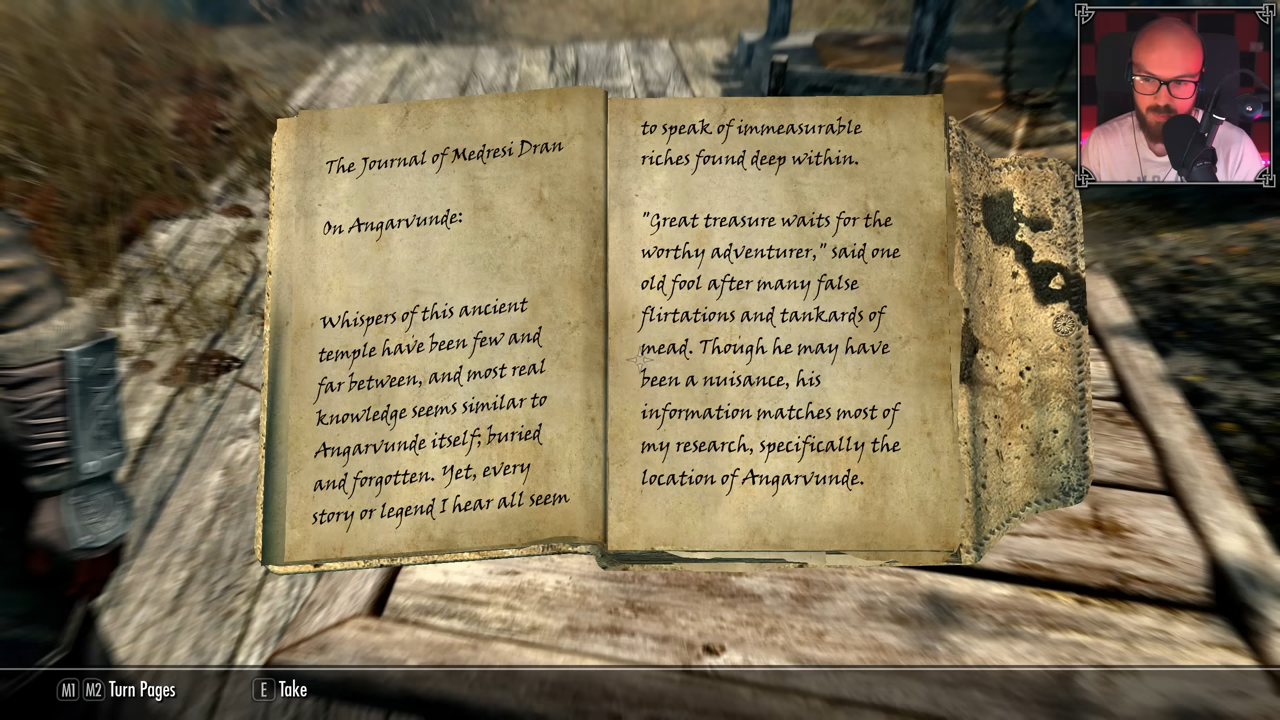 The Journal of Medresi Dran
On Angarvunde:
Whispers of this ancient
temple have been few and
far between, and most real
knowledge seems similar to
Angarvunde itself; buried
and forgotten. Yet, every
story or legend I hear all seem
to speak of immeasurable
riches found deep within.
"Great treasure waits for the
worthy adventurer," said one
old fool after many false
flirtations and tankards of
mead. Though he may have
been a nuisance, his
information matches most of
my research, specifically the
location of Angarvunde.
M1 M2 Turn Pages
E Take